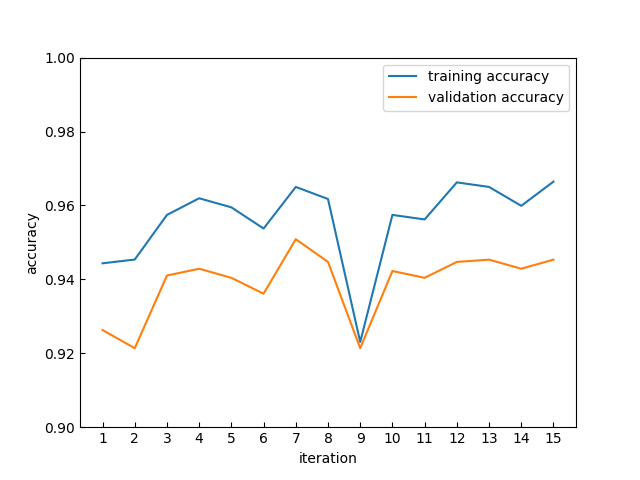 1.00
0.98
0.96
0.94
0.92
0.90
accuracy
training accuracy
validation accuracy
1 2 3 4 5 6 7 8 9 10 11 12 13 14 15
iteration